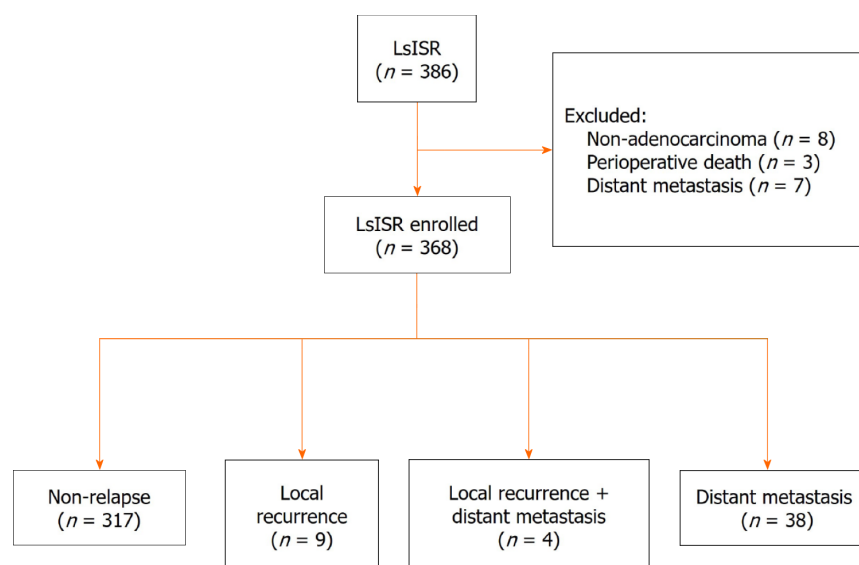 LsISR
(n = 386)
Excluded:
Non-adenocarcinoma (n = 8)
Perioperative death (n = 3)
Distant metastasis (n = 7)
LsISR enrolled
(n = 368)
Non-relapse
(n = 317)
Local
recurrence
(n = 9)
Local recurrence +
distant metastasis
(n = 4)
Distant metastasis
(n = 38)